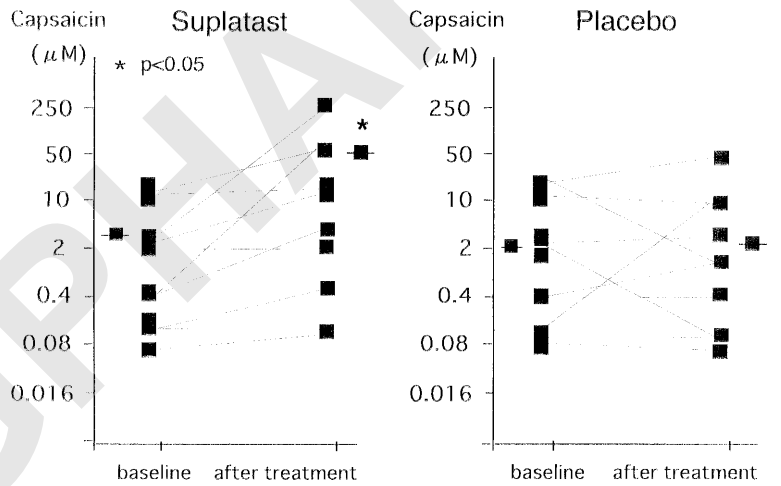 Capsaicin Suplatast
(μM)
* p<0.05
250
50
10
2
0.4
0.08
0.016
*
baseline after treatment
Capsaicin Placebo
(μM)
250
50
10
2
0.4
0.08
0.016
baseline after treatment